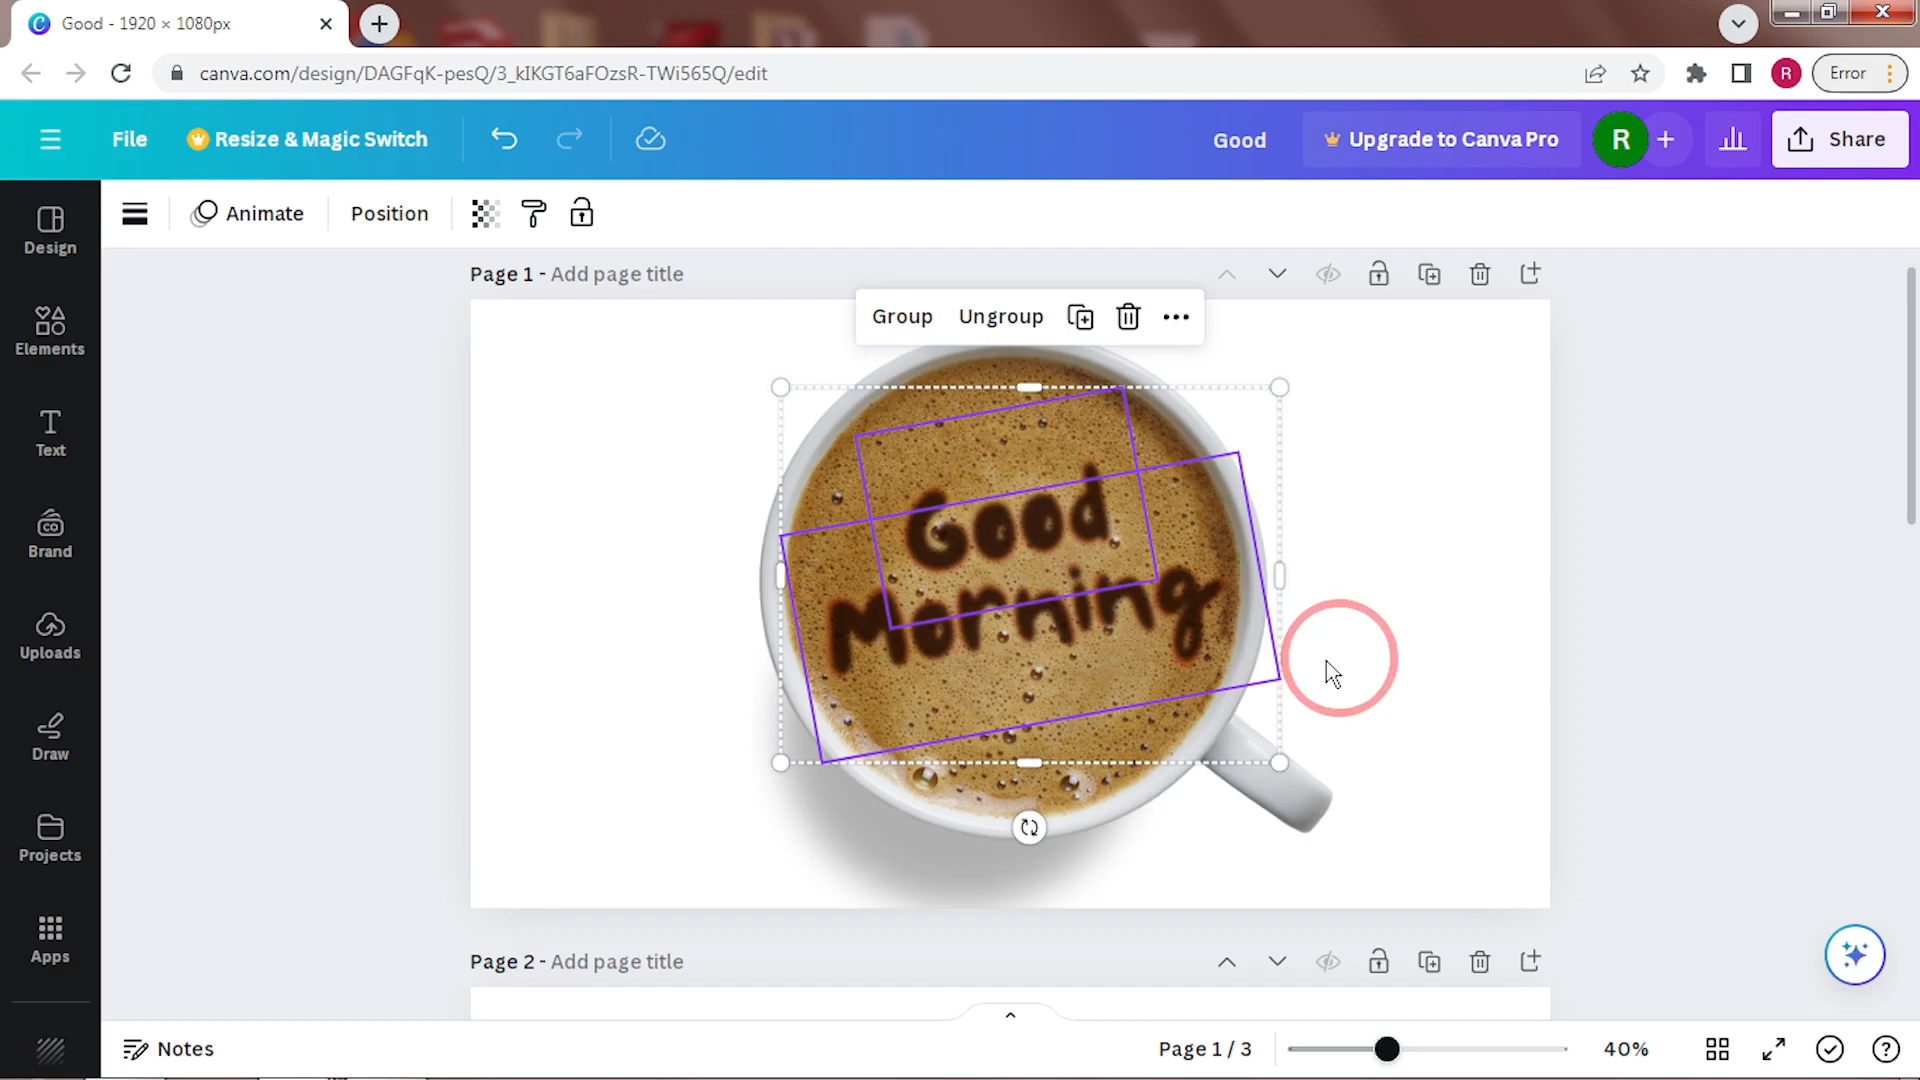 Good - 1920 × 1080px
canva.com/design/DAGFqK-pesQ/3_kIKGT6aFOzsR-TWi565Q/edit
R
Error
File
Resize & Magic Switch
Good
Upgrade to Canva Pro
R
Share
Animate
Position
Design
Elements
Text
Brand
Uploads
Draw
Projects
Apps
Page 1 - Add page title
Group Ungroup
Good
Morning
Page 2 - Add page title
Notes
Page 1 / 3
40%